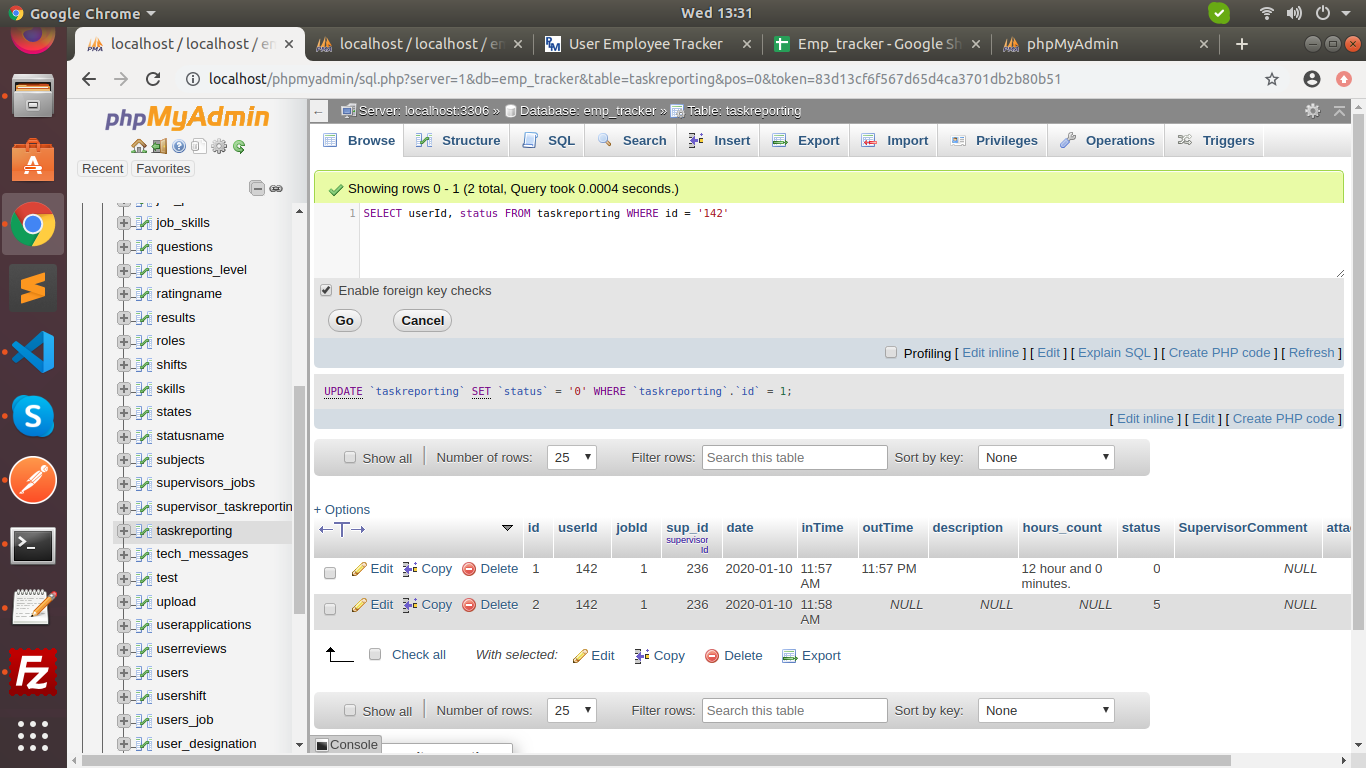 Google Chrome
Wed 13:31
localhost / localhost / em
localhost / localhost / em
User Employee Tracker
Emp_tracker - Google Sh
phpMyAdmin
localhost/phpmyadmin/sql.php?server=1&db=emp_tracker&table=taskreporting&pos=0&token=83d13cf6f567d65d4ca3701db2b80b51
phpMyAdmin
Recent
Favorites
job_skills
questions
questions_level
ratingname
results
roles
shifts
skills
states
statusname
subjects
supervisors_jobs
supervisor_taskreportin
taskreporting
tech_messages
test
upload
userapplications
userreviews
users
usershift
users_job
user_designation
Server: localhost:3306 » Database: emp_tracker » Table: taskreporting
Browse Structure SQL Search Insert Export Import Privileges Operations Triggers
Showing rows 0 - 1 (2 total, Query took 0.0004 seconds.)
1 SELECT userId, status FROM taskreporting WHERE id = '142'
Enable foreign key checks
Go Cancel
Profiling [ Edit inline ] [ Edit ] [ Explain SQL ] [ Create PHP code ] [ Refresh ]
UPDATE `taskreporting` SET `status` = '0' WHERE `taskreporting`.`id` = 1;
[ Edit inline ] [ Edit ] [ Create PHP code ]
Show all Number of rows: 25 Filter rows: Search this table Sort by key: None
+ Options
id userId jobId sup_id date inTime outTime description hours_count status SupervisorComment attac
supervisor
Id
Edit Copy Delete 1 142 1 236 2020-01-10 11:57 11:57 PM 12 hour and 0 0 NULL
AM minutes.
Edit Copy Delete 2 142 1 236 2020-01-10 11:58 NULL NULL NULL 5 NULL
AM
Check all With selected: Edit Copy Delete Export
Show all Number of rows: 25 Filter rows: Search this table Sort by key: None
Console